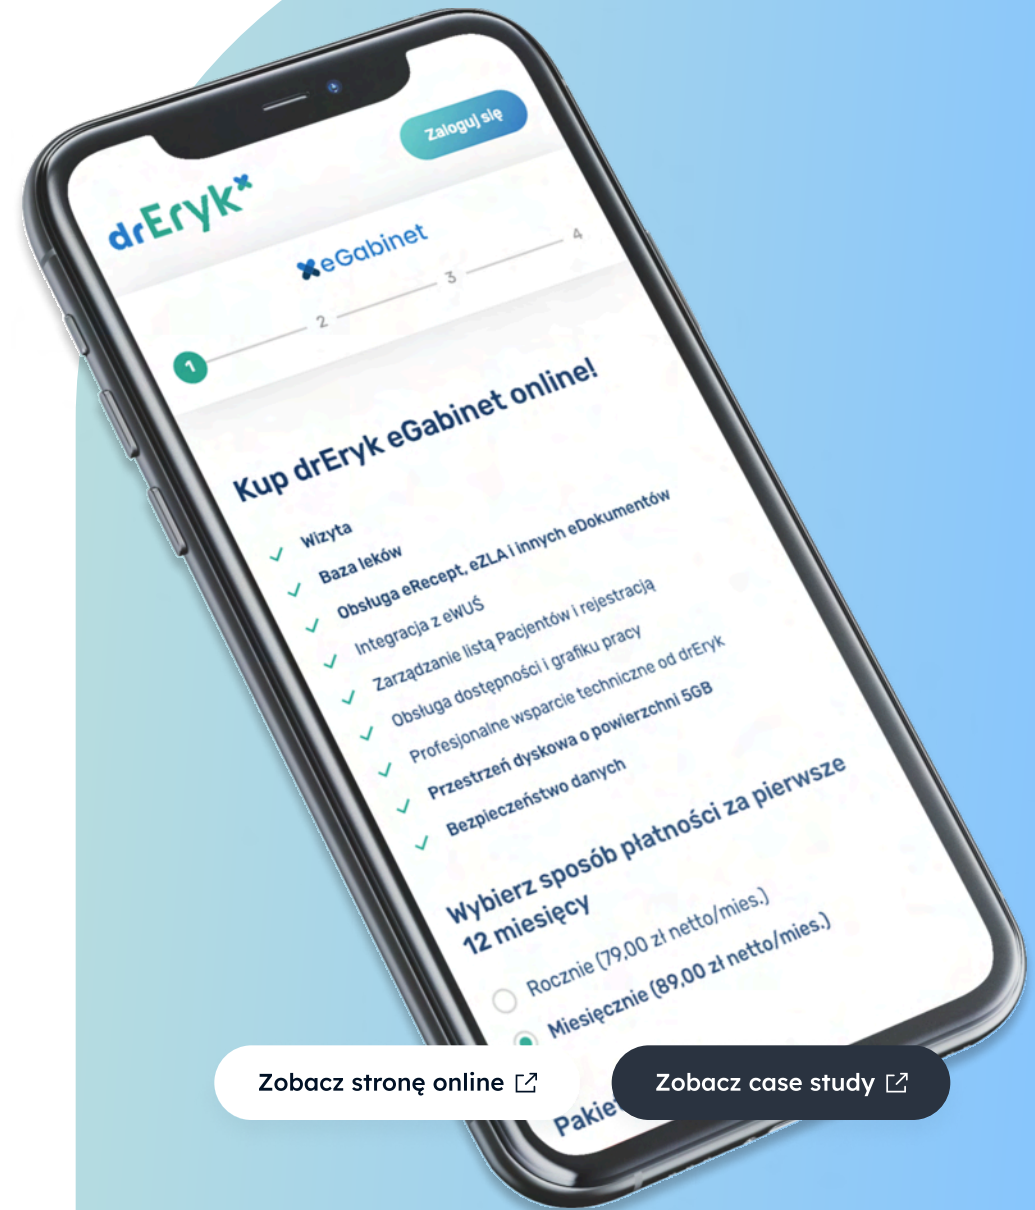 Zaloguj się
drEryk
eGabinet
1 2 3 4
Kup drEryk eGabinet online!
Wizyta
Baza leków
Obsługa eRecept, eZLA i innych eDokumentów
Integracja z eWUŚ
Zarządzanie listą Pacjentów i rejestracją
Obsługa dostępności i grafiku pracy
Profesjonalne wsparcie techniczne od drEryk
Przestrzeń dyskowa o powierzchni 5GB
Bezpieczeństwo danych
Wybierz sposób płatności za pierwsze
12 miesięcy
Rocznie (79,00 zł netto/mies.)
Miesięcznie (89,00 zł netto/mies.)
Zobacz stronę online
Zobacz case study